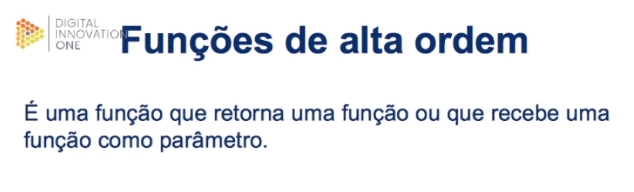 DIGITAL
INNOVATION
ONE
Funções de alta ordem
É uma função que retorna uma função ou que recebe uma
função como parâmetro.